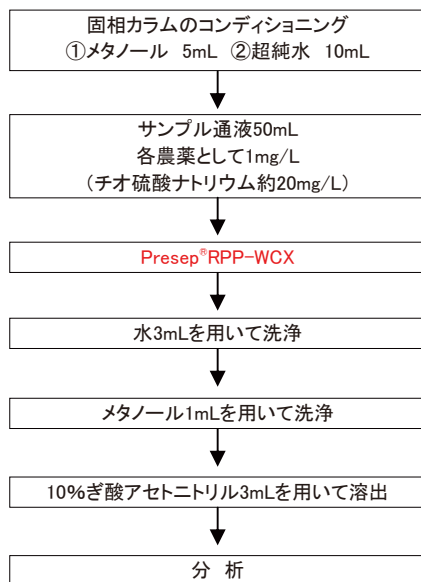 固相カラムのコンディショニング
①メタノール 5mL ②超純水 10mL
サンプル通液50mL
各農薬として1mg/L
(チオ硫酸ナトリウム約20mg/L)
Presep®RPP-WCX
水3mLを用いて洗浄
メタノール1mLを用いて洗浄
10%ぎ酸アセトニトリル3mLを用いて溶出
分 析